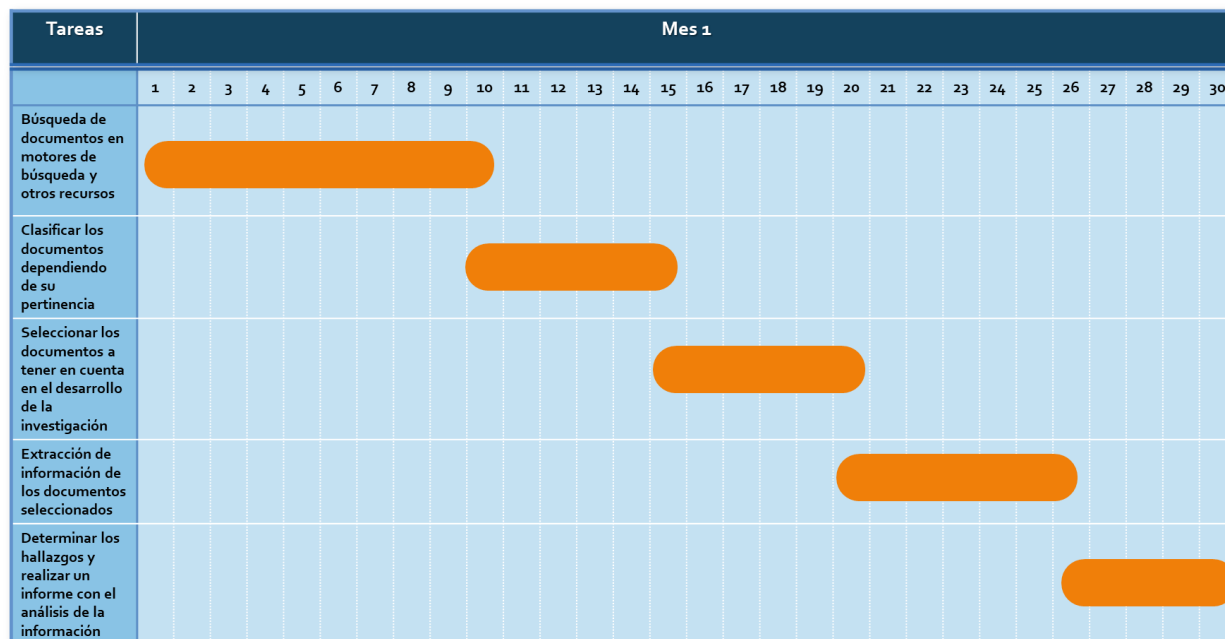 Tareas
Mes 1
1 2 3 4 5 6 7 8 9 10 11 12 13 14 15 16 17 18 19 20 21 22 23 24 25 26 27 28 29 30
Búsqueda de
documentos en
motores de
búsqueda y
otros recursos
Clasificar los
documentos
dependiendo
de su
pertinencia
Seleccionar los
documentos a
tener en cuenta
en el desarrollo
de la
investigación
Extracción de
información de
los documentos
seleccionados
Determinar los
hallazgos y
realizar un
informe con el
análisis de la
información